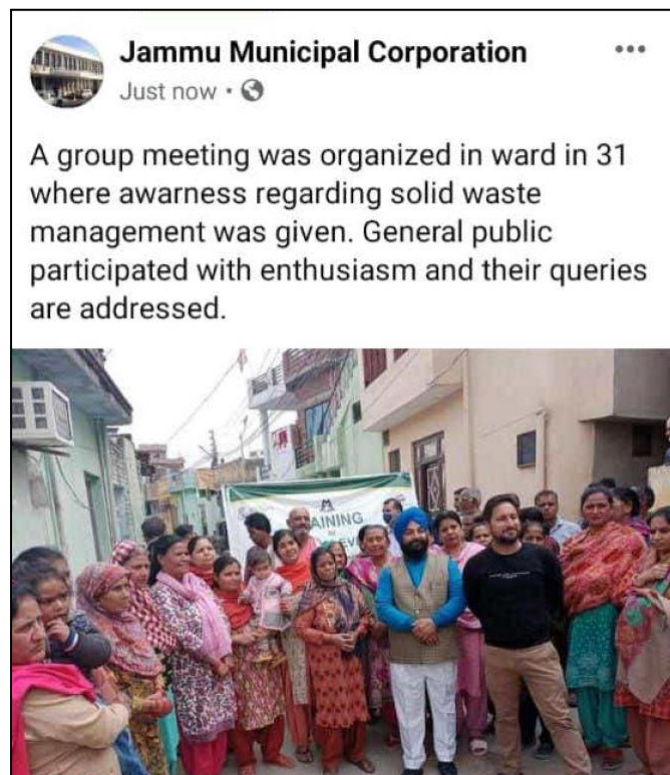 Jammu Municipal Corporation
Just now
A group meeting was organized in ward in 31
where awarness regarding solid waste
management was given. General public
participated with enthusiasm and their queries
are addressed.
AINING